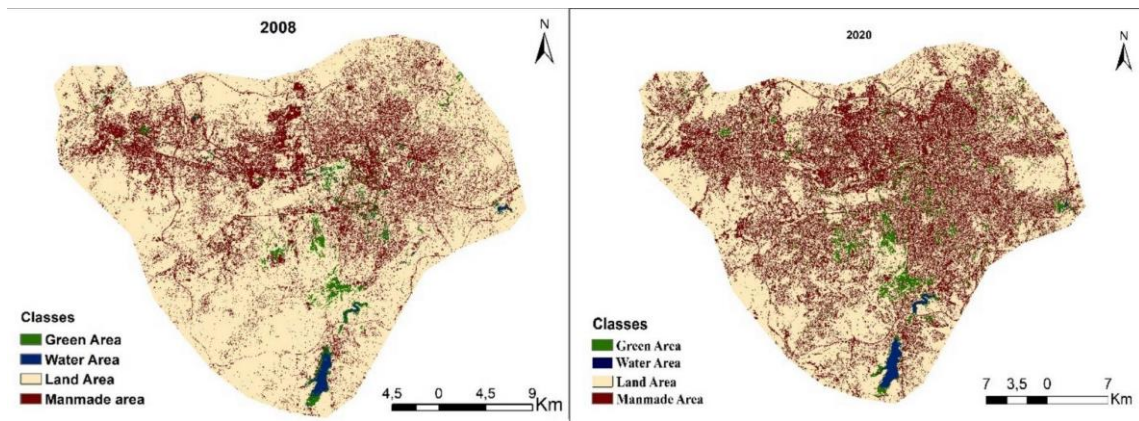 2008
N
Classes
Green Area
Water Area
Land Area
Manmade area
4,5 0 4,5 9
Km
2020
N
Classes
Green Area
Water Area
Land Area
Manmade Area
7 3,5 0 7
Km